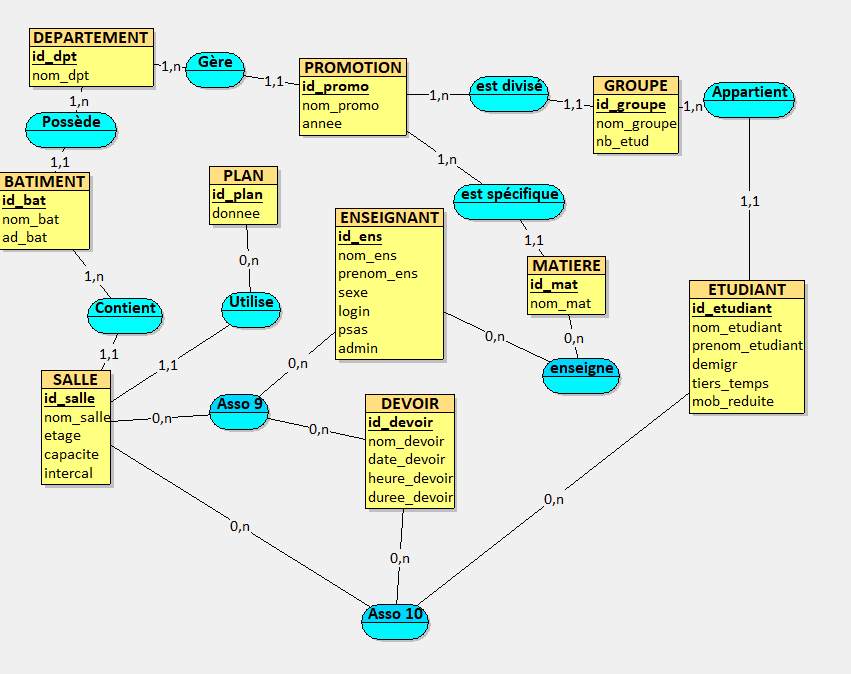 DEPARTEMENT
id_dpt
nom_dpt
1,n
Gère
1,1
PROMOTION
id_promo
nom_promo
annee
1,n
est divisé
1,1
GROUPE
id_groupe
nom_groupe
nb_etud
1,n
Appartient
1,1
1,n
Possède
1,1
BATIMENT
id_bat
nom_bat
ad_bat
PLAN
id_plan
donnee
0,n
Utilise
1,1
ENSEIGNANT
id_ens
nom_ens
prenom_ens
sexe
login
psas
admin
1,n
est spécifique
1,1
MATIERE
id_mat
nom_mat
0,n
0,n
enseigne
ETUDIANT
id_etudiant
nom_etudiant
prenom_etudiant
demigr
tiers_temps
mob_reduite
1,n
Contient
1,1
SALLE
id_salle
nom_salle
etage
capacite
intercal
0,n
Asso 9
0,n
0,n
DEVOIR
id_devoir
nom_devoir
date_devoir
heure_devoir
duree_devoir
0,n
0,n
0,n
Asso 10